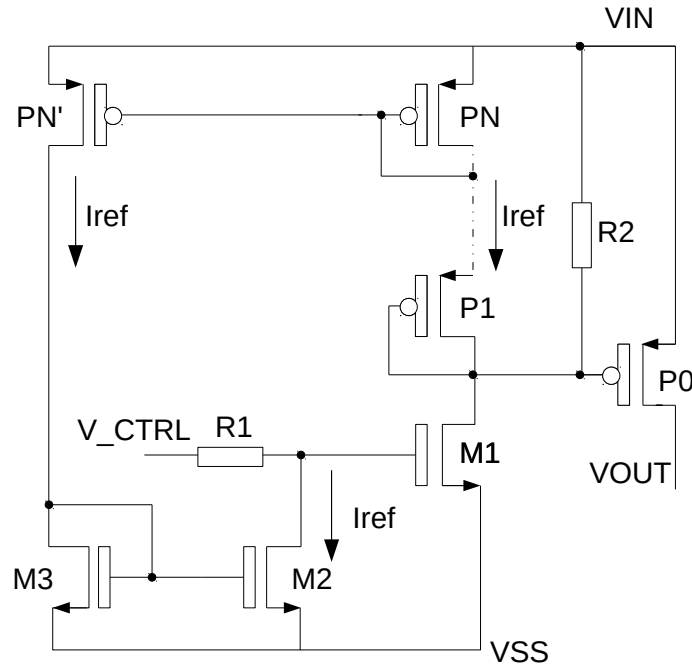 VIN
PN'
PN
Iref
Iref
R2
P1
P0
V_CTRL
R1
M1
VOUT
Iref
M3
M2
VSS